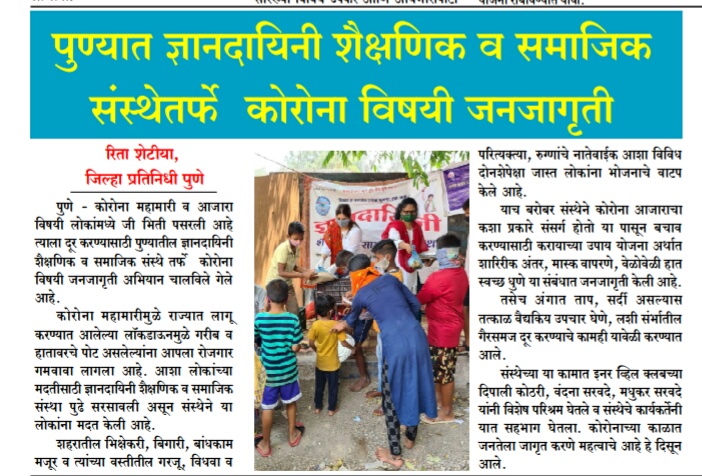 पुण्यात ज्ञानदायिनी शैक्षणिक व समाजिक
संस्थेतर्फे कोरोना विषयी जनजागृती
रिता शेटीया,
जिल्हा प्रतिनिधी पुणे
पुणे - कोरोना महामारी व आजारा
विषयी लोकांमध्ये जी भिती पसरली आहे
त्याला दूर करण्यासाठी पुण्यातील ज्ञानदायिनी
शैक्षणिक व समाजिक संस्थे तर्फे कोरोना
विषयी जनजागृती अभियान चालविले गेले
आहे.
कोरोना महामारीमुळे राज्यात लागू
करण्यात आलेल्या लॉकडाऊनमुळे गरीब व
हातावरचे पोट असलेल्यांना आपला रोजगार
गमवावा लागला आहे. आशा लोकांच्या
मदतीसाठी ज्ञानदायिनी शैक्षणिक व समाजिक
संस्था पुढे सरसावली असून संस्थेने या
लोकांना मदत केली आहे.
शहरातील भिक्षेकरी, बिगारी, बांधकाम
मजूर व त्यांच्या वस्तीतील गरजू, विधवा व
ज्ञानदायिनी
परित्यक्त्या, रुग्णांचे नातेवाईक आशा विविध
दोनशेपेक्षा जास्त लोकांना भोजनाचे वाटप
केले आहे.
याच बरोबर संस्थेने कोरोना आजाराचा
कशा प्रकारे संसर्ग होतो या पासून बचाव
करण्यासाठी करायाच्या उपाय योजना अर्थात
शारिरीक अंतर, मास्क वापरणे, वेळोवेळी हात
स्वच्छ धुणे या संबंधात जनजागृती केली आहे.
तसेच अंगात ताप, सर्दी असल्यास
तत्काळ वैद्यकिय उपचार घेणे, लशी संर्भातील
गैरसमज दूर करण्याचे कामही यावेळी करण्यात
आले.
संस्थेच्या या कामात इनर व्हिल क्लबच्या
दिपाली कोठरी, वंदना सरवदे, मधुकर सरवदे
यांनी विशेष परिश्रम घेतले व संस्थेचे कार्यकर्तेनी
यात सहभाग घेतला. कोरोनाच्या काळात
जनतेला जागृत करणे महत्वाचे आहे हे दिसून
आले.